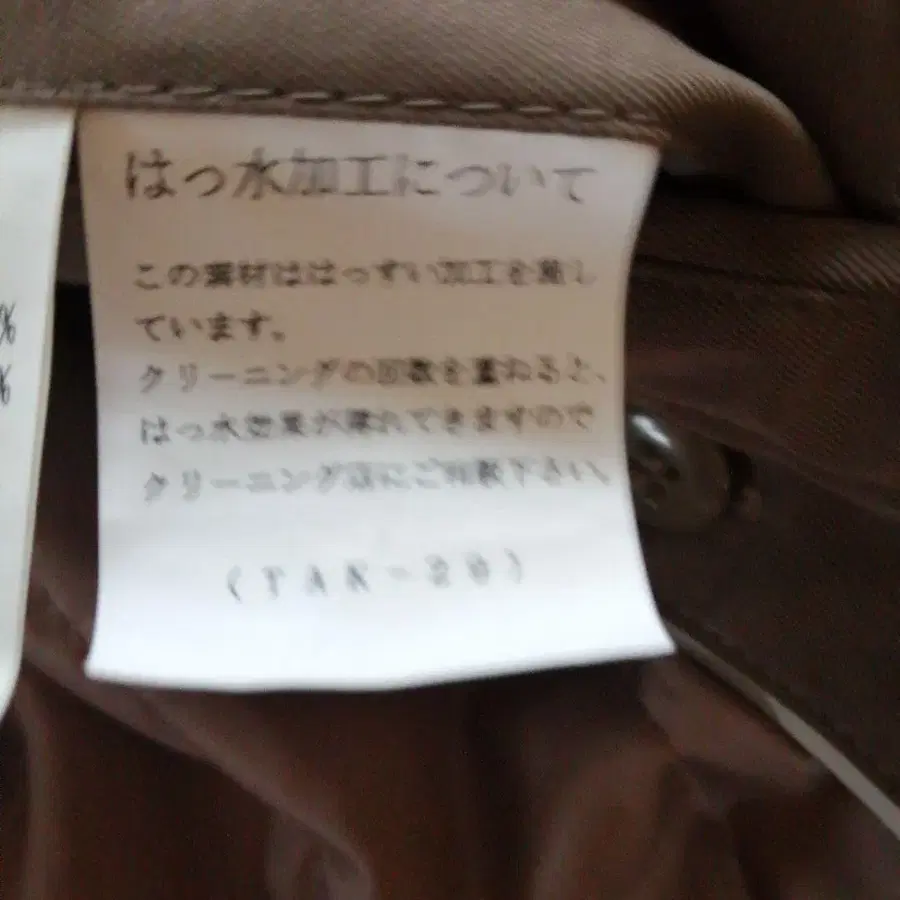 はっ水加工について
この素材ははっすい加工を施し
ています。
クリーニングの回数を重ねると、
はっ水効果が薄れてきますので
クリーニング店にご相談下さい。
(TAK-20)
%
%